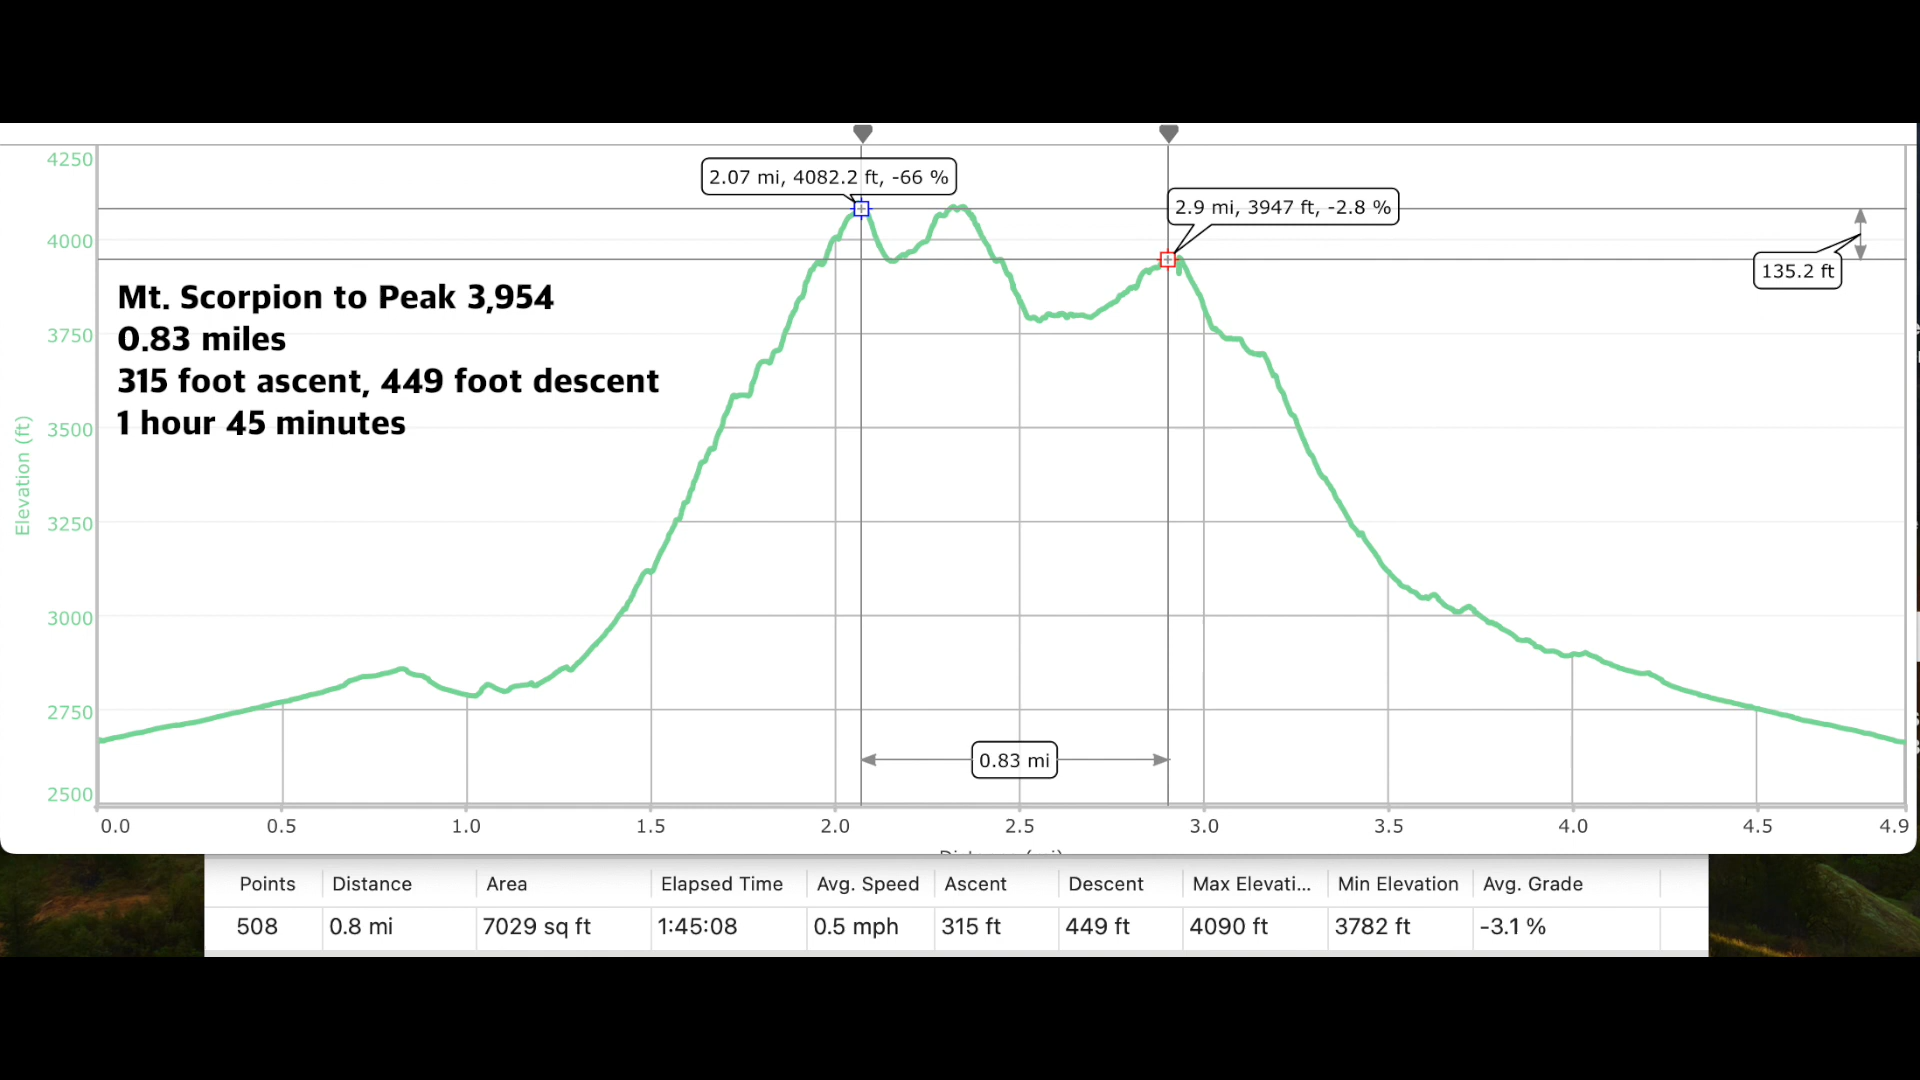 2.07 mi, 4082.2 ft, -66 %
2.9 mi, 3947 ft, -2.8 %
135.2 ft
Mt. Scorpion to Peak 3,954
0.83 miles
315 foot ascent, 449 foot descent
1 hour 45 minutes
4250
4000
3750
3500
3250
3000
2750
2500
Elevation (ft)
0.83 mi
0.0 0.5 1.0 1.5 2.0 2.5 3.0 3.5 4.0 4.5 4.9
Points Distance Area Elapsed Time Avg. Speed Ascent Descent Max Elevati... Min Elevation Avg. Grade
508 0.8 mi 7029 sq ft 1:45:08 0.5 mph 315 ft 449 ft 4090 ft 3782 ft -3.1 %